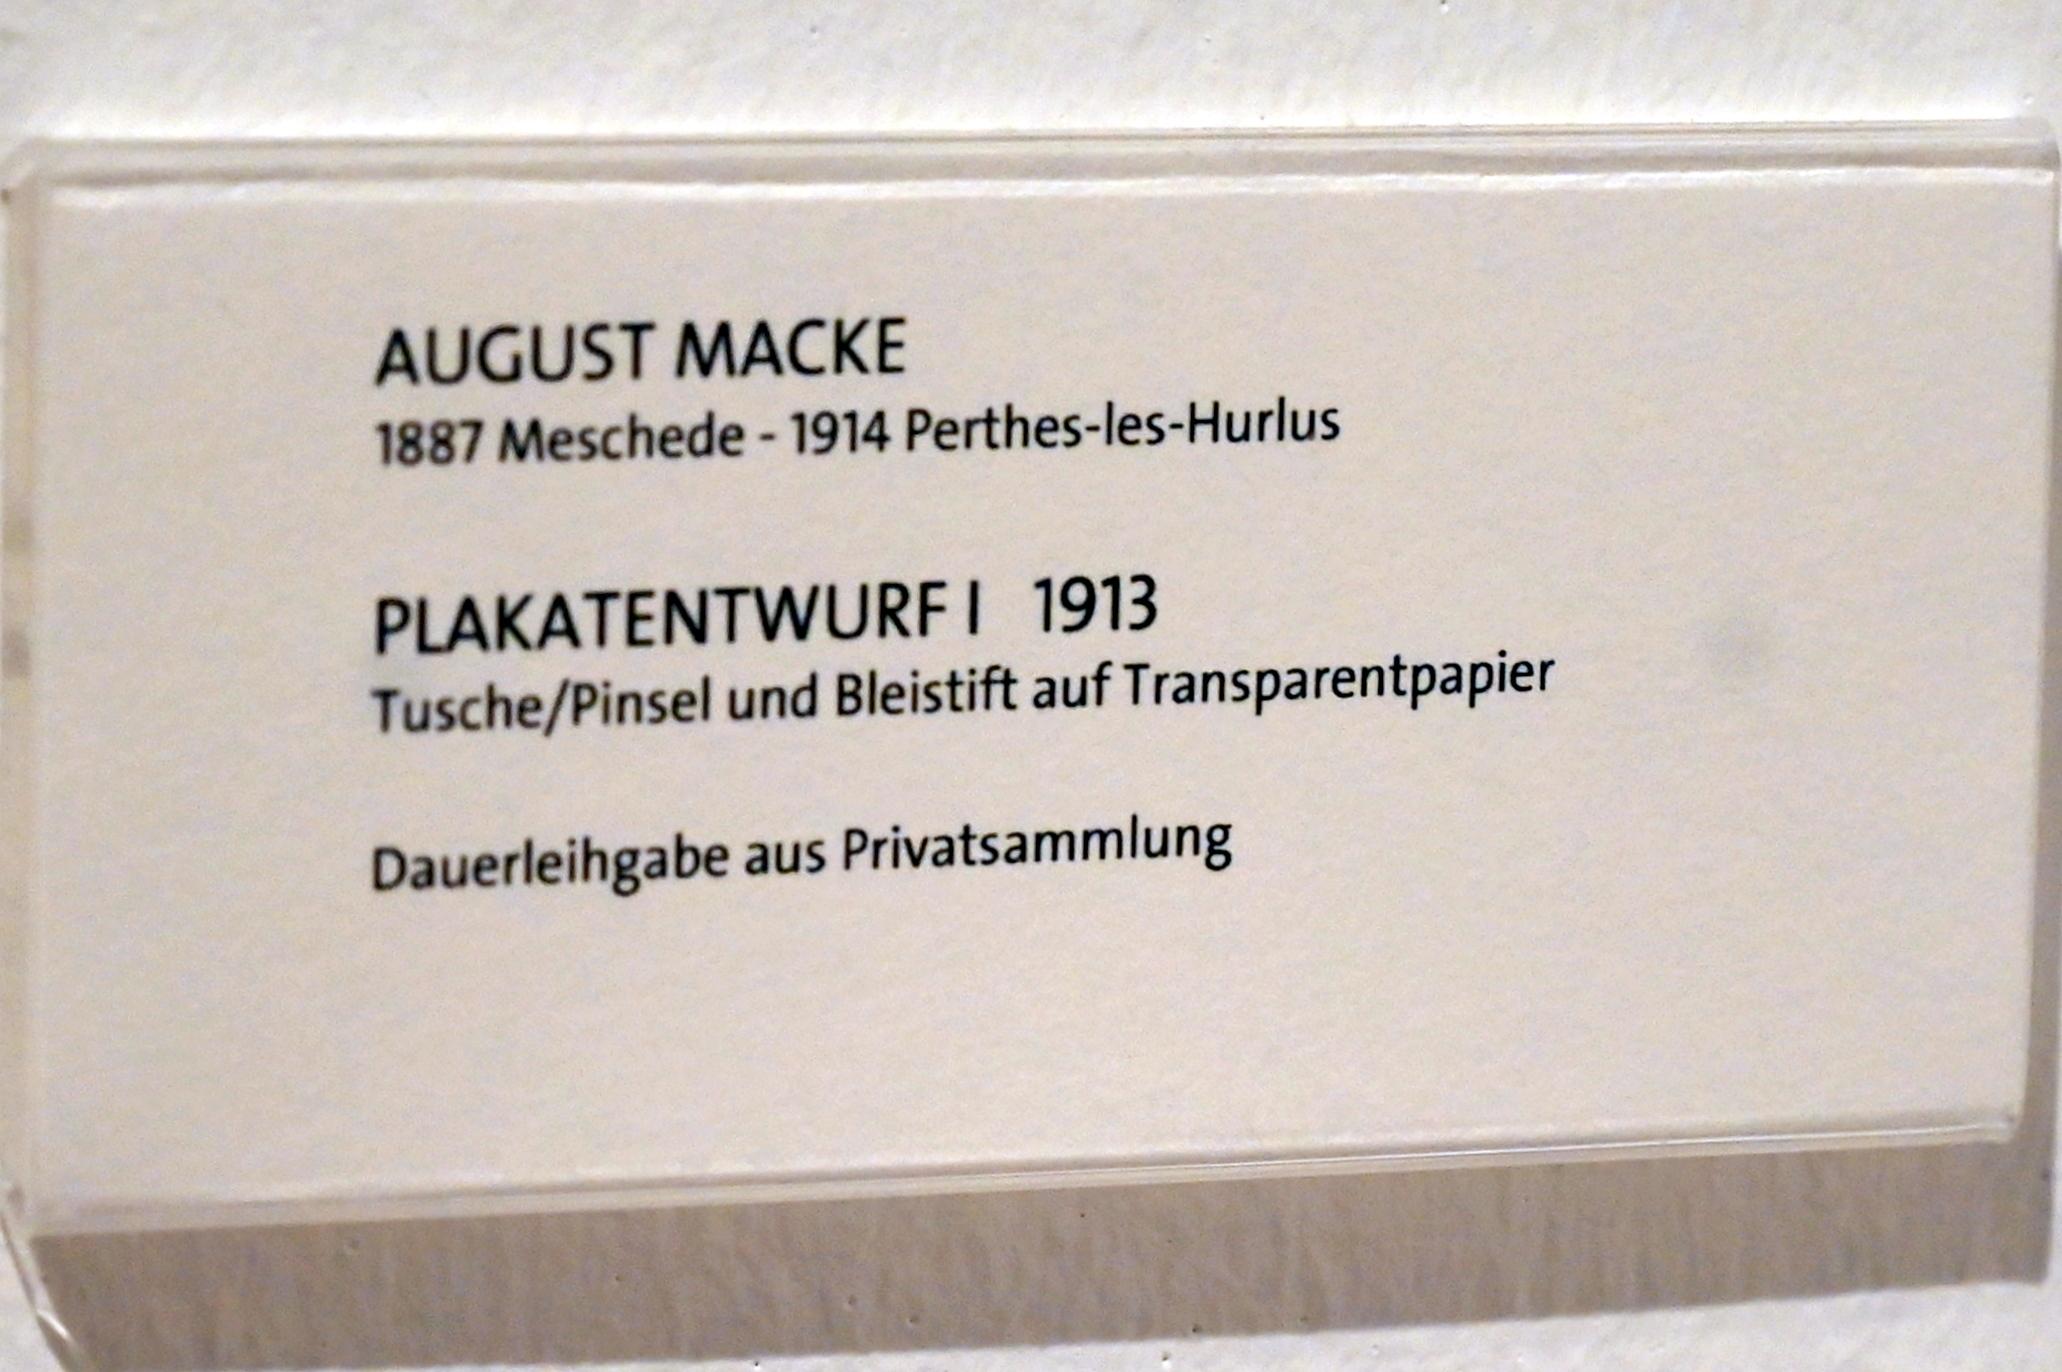 AUGUST MACKE
1887 Meschede - 1914 Perthes-les-Hurlus
PLAKATENTWURF I 1913
Tusche/Pinsel und Bleistift auf Transparentpapier
Dauerleihgabe aus Privatsammlung